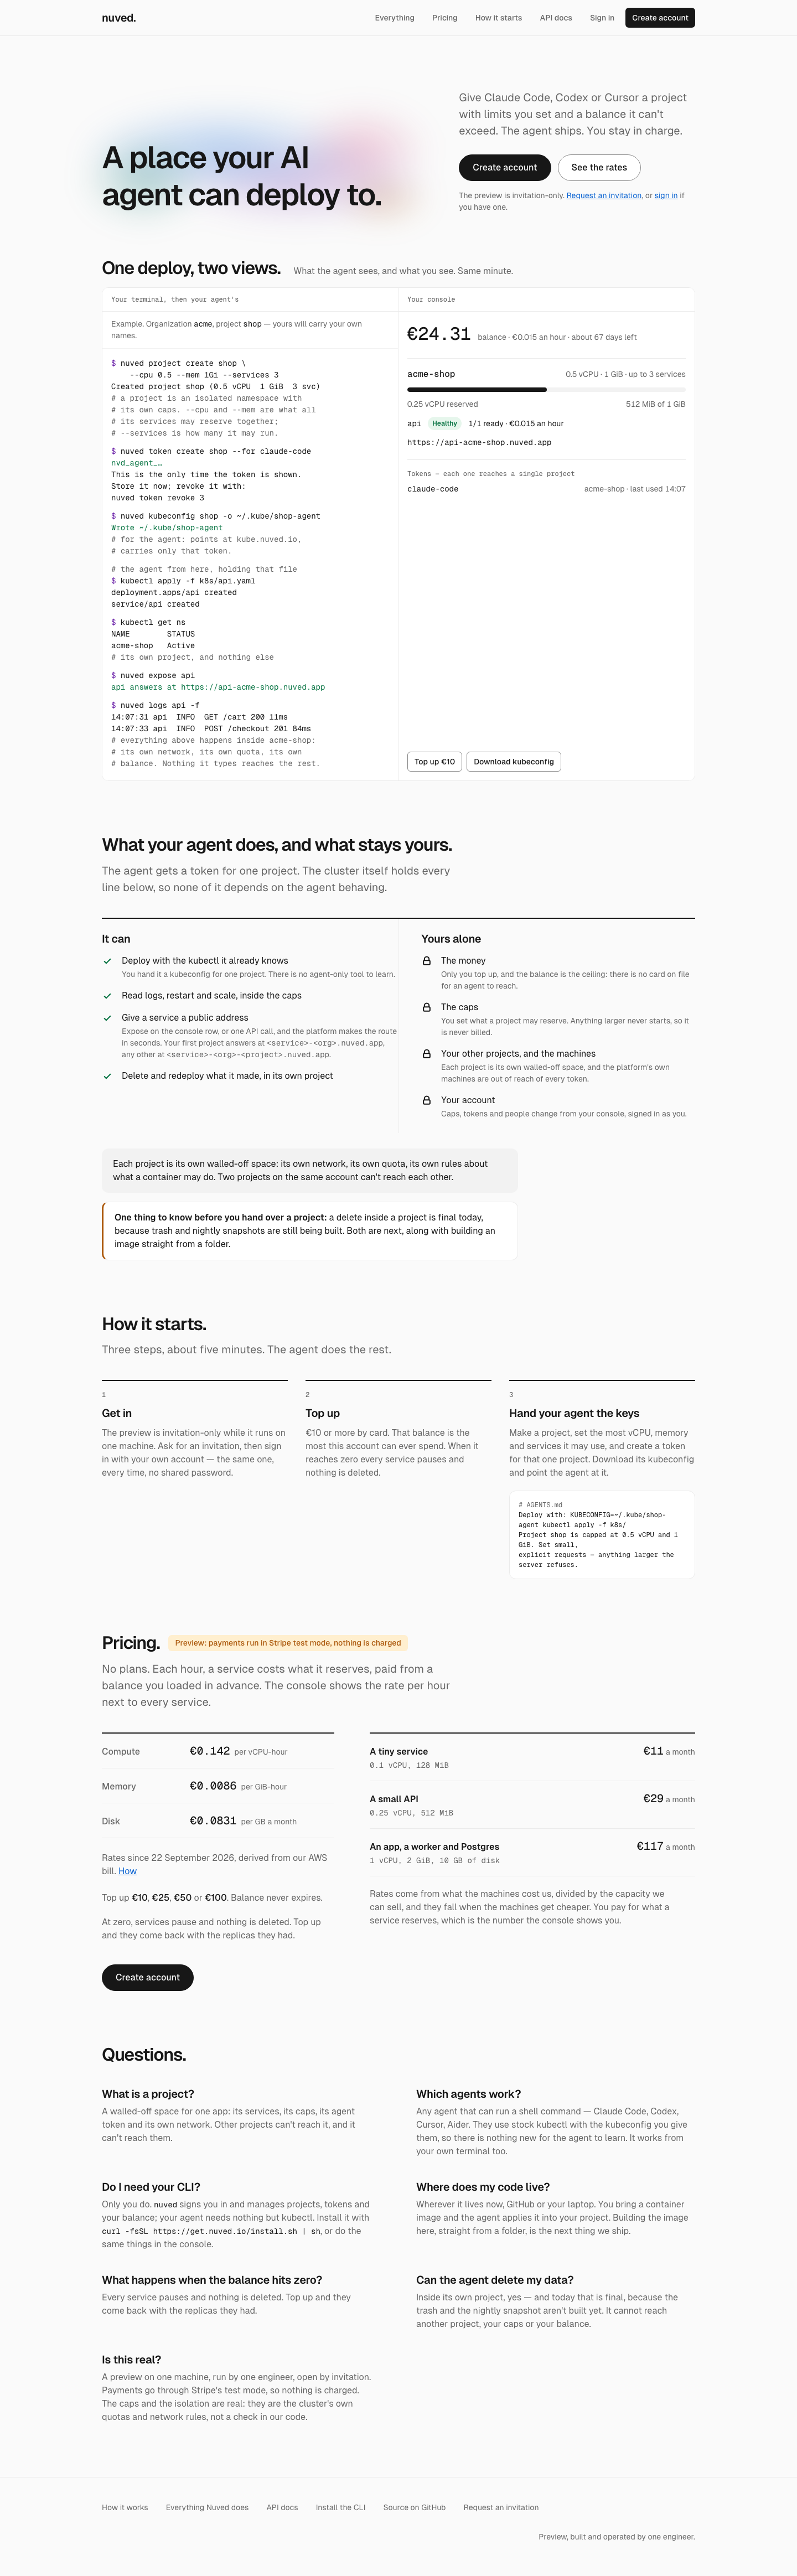 nuved.
Everything
Pricing
How it starts
API docs
Sign in
Create account
A place your AI
agent can deploy to.
Give Claude Code, Codex or Cursor a project
with limits you set and a balance it can't
exceed. The agent ships. You stay in charge.
Create account
See the rates
The preview is invitation-only. Request an invitation, or sign in if
you have one.
One deploy, two views.
What the agent sees, and what you see. Same minute.
Your terminal, then your agent's
Example. Organization acme, project shop — yours will carry your own
names.
$ nuved project create shop \
--cpu 0.5 --mem 1Gi --services 3
Created project shop (0.5 vCPU 1 GiB 3 svc)
# a project is an isolated namespace with
# its own caps. --cpu and --mem are what all
# its services may reserve together;
# --services is how many it may run.
$ nuved token create shop --for claude-code
nvd_agent_…
This is the only time the token is shown.
Store it now; revoke it with:
nuved token revoke 3
$ nuved kubeconfig shop -o ~/.kube/shop-agent
Wrote ~/.kube/shop-agent
# for the agent: points at kube.nuved.io,
# carries only that token.
# the agent from here, holding that file
$ kubectl apply -f k8s/api.yaml
deployment.apps/api created
service/api created
$ kubectl get ns
NAME STATUS
acme-shop Active
# its own project, and nothing else
$ nuved expose api
api answers at https://api-acme-shop.nuved.app
$ nuved logs api -f
14:07:31 api INFO GET /cart 200 11ms
14:07:33 api INFO POST /checkout 201 84ms
# everything above happens inside acme-shop:
# its own network, its own quota, its own
# balance. Nothing it types reaches the rest.
Your console
€24.31 balance · €0.015 an hour · about 67 days left
acme-shop
0.5 vCPU · 1 GiB · up to 3 services
0.25 vCPU reserved
512 MiB of 1 GiB
api Healthy 1/1 ready · €0.015 an hour
https://api-acme-shop.nuved.app
Tokens — each one reaches a single project
claude-code
acme-shop · last used 14:07
Top up €10
Download kubeconfig
What your agent does, and what stays yours.
The agent gets a token for one project. The cluster itself holds every
line below, so none of it depends on the agent behaving.
It can
Deploy with the kubectl it already knows
You hand it a kubeconfig for one project. There is no agent-only tool to learn.
Read logs, restart and scale, inside the caps
Give a service a public address
Expose on the console row, or one API call, and the platform makes the route
in seconds. Your first project answers at <service>-<org>.nuved.app,
any other at <service>-<org>-<project>.nuved.app.
Delete and redeploy what it made, in its own project
Yours alone
The money
Only you top up, and the balance is the ceiling: there is no card on file
for an agent to reach.
The caps
You set what a project may reserve. Anything larger never starts, so it
is never billed.
Your other projects, and the machines
Each project is its own walled-off space, and the platform's own
machines are out of reach of every token.
Your account
Caps, tokens and people change from your console, signed in as you.
Each project is its own walled-off space: its own network, its own quota, its own rules about
what a container may do. Two projects on the same account can't reach each other.
One thing to know before you hand over a project: a delete inside a project is final today,
because trash and nightly snapshots are still being built. Both are next, along with building an
image straight from a folder.
How it starts.
Three steps, about five minutes. The agent does the rest.
1
Get in
The preview is invitation-only while it runs on
one machine. Ask for an invitation, then sign
in with your own account — the same one,
every time, no shared password.
2
Top up
€10 or more by card. That balance is the
most this account can ever spend. When it
reaches zero every service pauses and
nothing is deleted.
3
Hand your agent the keys
Make a project, set the most vCPU, memory
and services it may use, and create a token
for that one project. Download its kubeconfig
and point the agent at it.
# AGENTS.md
Deploy with: KUBECONFIG=~/.kube/shop-
agent kubectl apply -f k8s/
Project shop is capped at 0.5 vCPU and 1
GiB. Set small,
explicit requests — anything larger the
server refuses.
Pricing.
Preview: payments run in Stripe test mode, nothing is charged
No plans. Each hour, a service costs what it reserves, paid from a
balance you loaded in advance. The console shows the rate per hour
next to every service.
Compute €0.142 per vCPU-hour
Memory €0.0086 per GiB-hour
Disk €0.0831 per GB a month
Rates since 22 September 2026, derived from our AWS
bill. How
Top up €10, €25, €50 or €100. Balance never expires.
At zero, services pause and nothing is deleted. Top up
and they come back with the replicas they had.
Create account
A tiny service €11 a month
0.1 vCPU, 128 MiB
A small API €29 a month
0.25 vCPU, 512 MiB
An app, a worker and Postgres €117 a month
1 vCPU, 2 GiB, 10 GB of disk
Rates come from what the machines cost us, divided by the capacity we
can sell, and they fall when the machines get cheaper. You pay for what a
service reserves, which is the number the console shows you.
Questions.
What is a project?
A walled-off space for one app: its services, its caps, its agent
token and its own network. Other projects can't reach it, and it
can't reach them.
Which agents work?
Any agent that can run a shell command — Claude Code, Codex,
Cursor, Aider. They use stock kubectl with the kubeconfig you give
them, so there is nothing new for the agent to learn. It works from
your own terminal too.
Do I need your CLI?
Only you do. nuved signs you in and manages projects, tokens and
your balance; your agent needs nothing but kubectl. Install it with
curl -fsSL https://get.nuved.io/install.sh | sh, or do the
same things in the console.
Where does my code live?
Wherever it lives now, GitHub or your laptop. You bring a container
image and the agent applies it into your project. Building the image
here, straight from a folder, is the next thing we ship.
What happens when the balance hits zero?
Every service pauses and nothing is deleted. Top up and they
come back with the replicas they had.
Can the agent delete my data?
Inside its own project, yes — and today that is final, because the
trash and the nightly snapshot aren't built yet. It cannot reach
another project, your caps or your balance.
Is this real?
A preview on one machine, run by one engineer, open by invitation.
Payments go through Stripe's test mode, so nothing is charged.
The caps and the isolation are real: they are the cluster's own
quotas and network rules, not a check in our code.
How it works
Everything Nuved does
API docs
Install the CLI
Source on GitHub
Request an invitation
Preview, built and operated by one engineer.